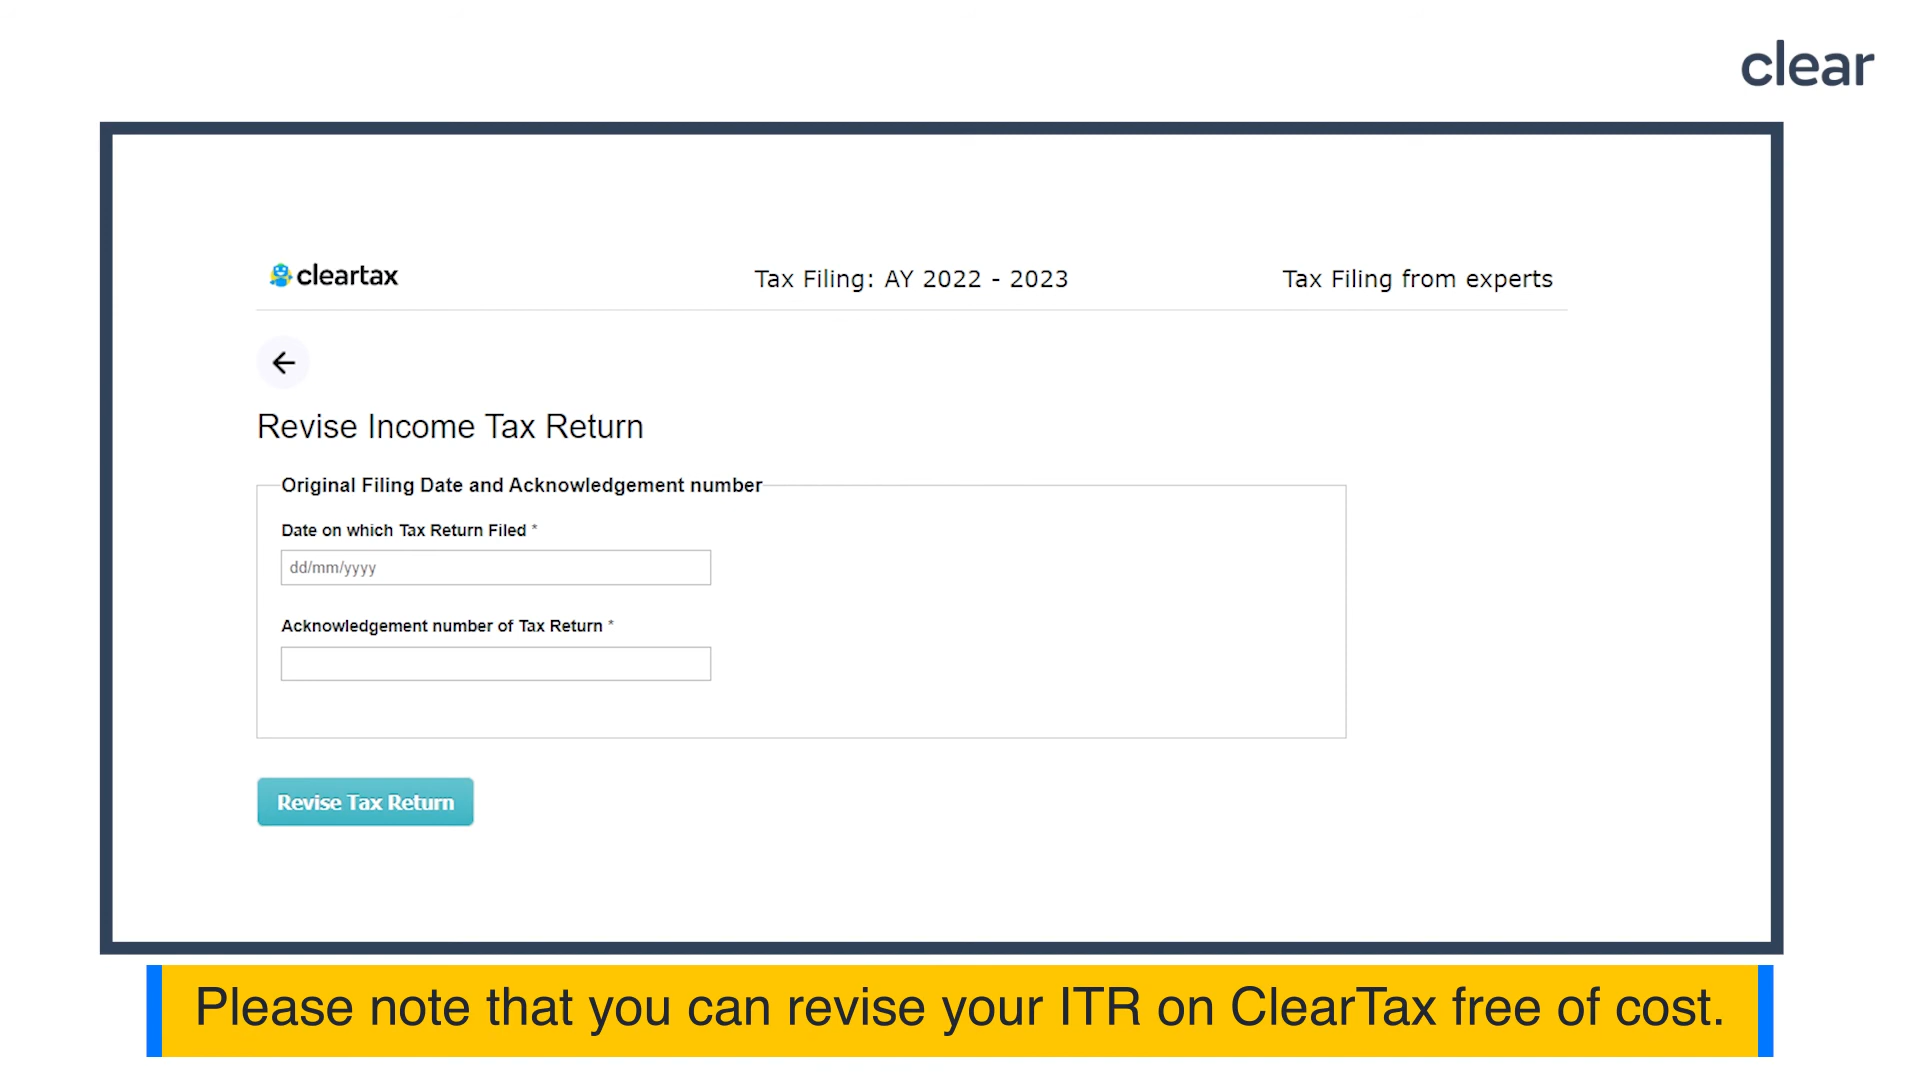 clear
cleartax
Tax Filing: AY 2022 - 2023
Tax Filing from experts
Revise Income Tax Return
Original Filing Date and Acknowledgement number
Date on which Tax Return Filed *
dd/mm/yyyy
Acknowledgement number of Tax Return *
Revise Tax Return
Please note that you can revise your ITR on ClearTax free of cost.